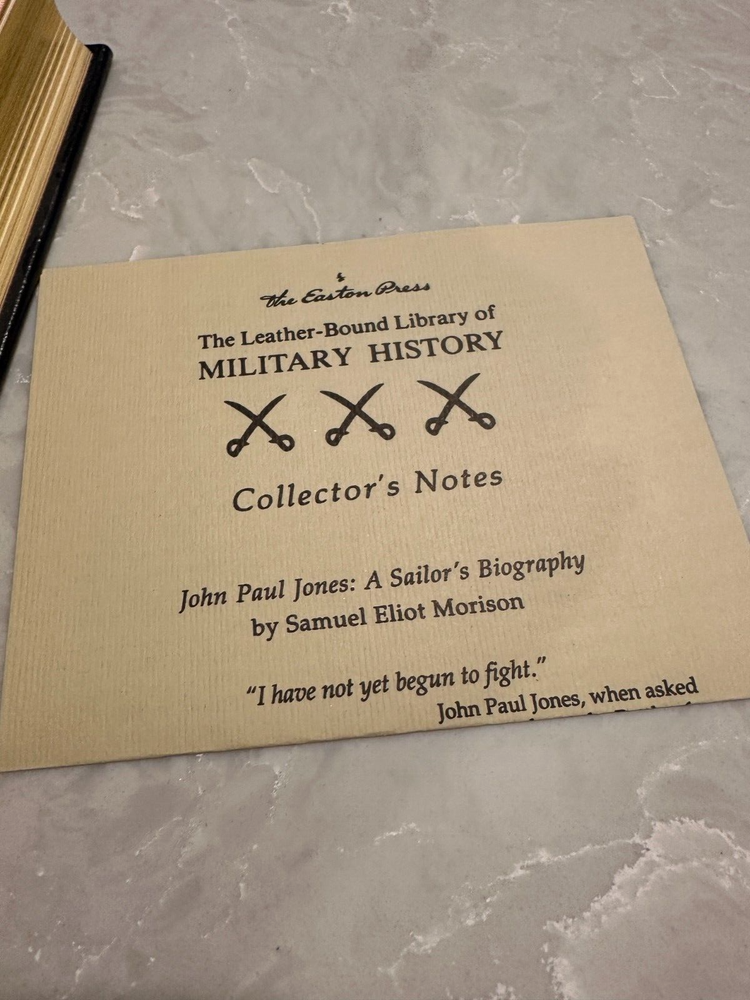 the Easton Press
The Leather-Bound Library of
MILITARY HISTORY
Collector's Notes
John Paul Jones: A Sailor's Biography
by Samuel Eliot Morison
"I have not yet begun to fight."
John Paul Jones, when asked